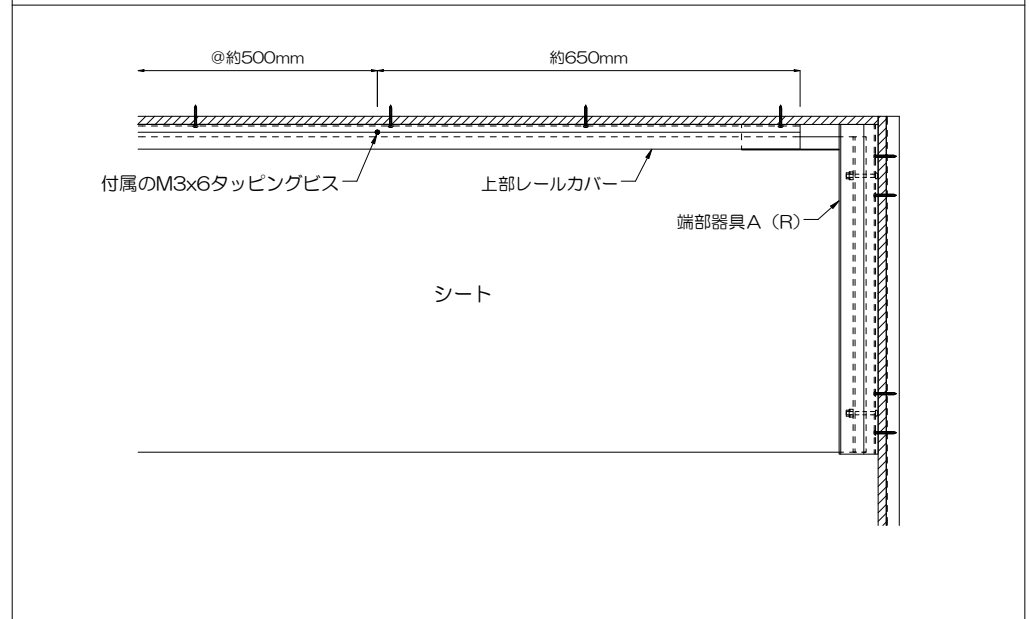 @約500mm
約650mm
付属のM3x6タッピングビス
上部レールカバー
端部器具A（R）
シート